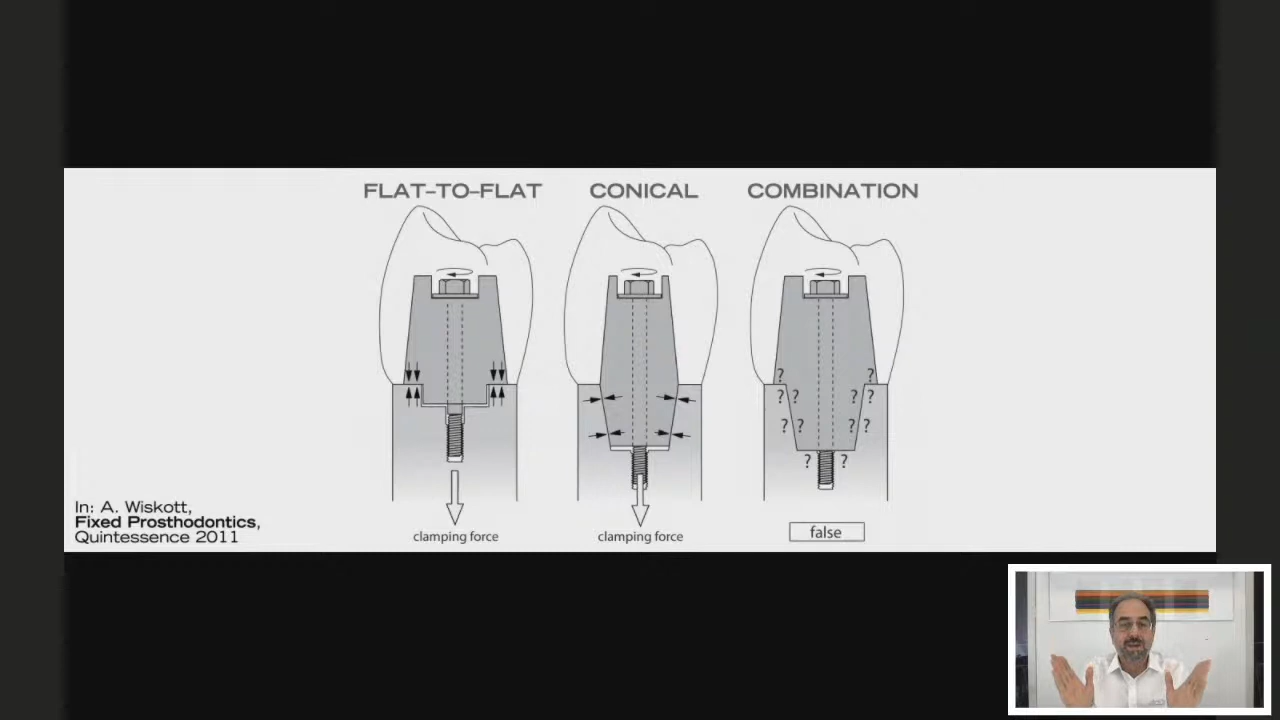 FLAT–TO–FLAT
CONICAL
COMBINATION
? ?
? ?
? ? ? ?
? ? ? ?
? ?
In: A. Wiskott,
Fixed Prosthodontics,
Quintessence 2011
clamping force
clamping force
false